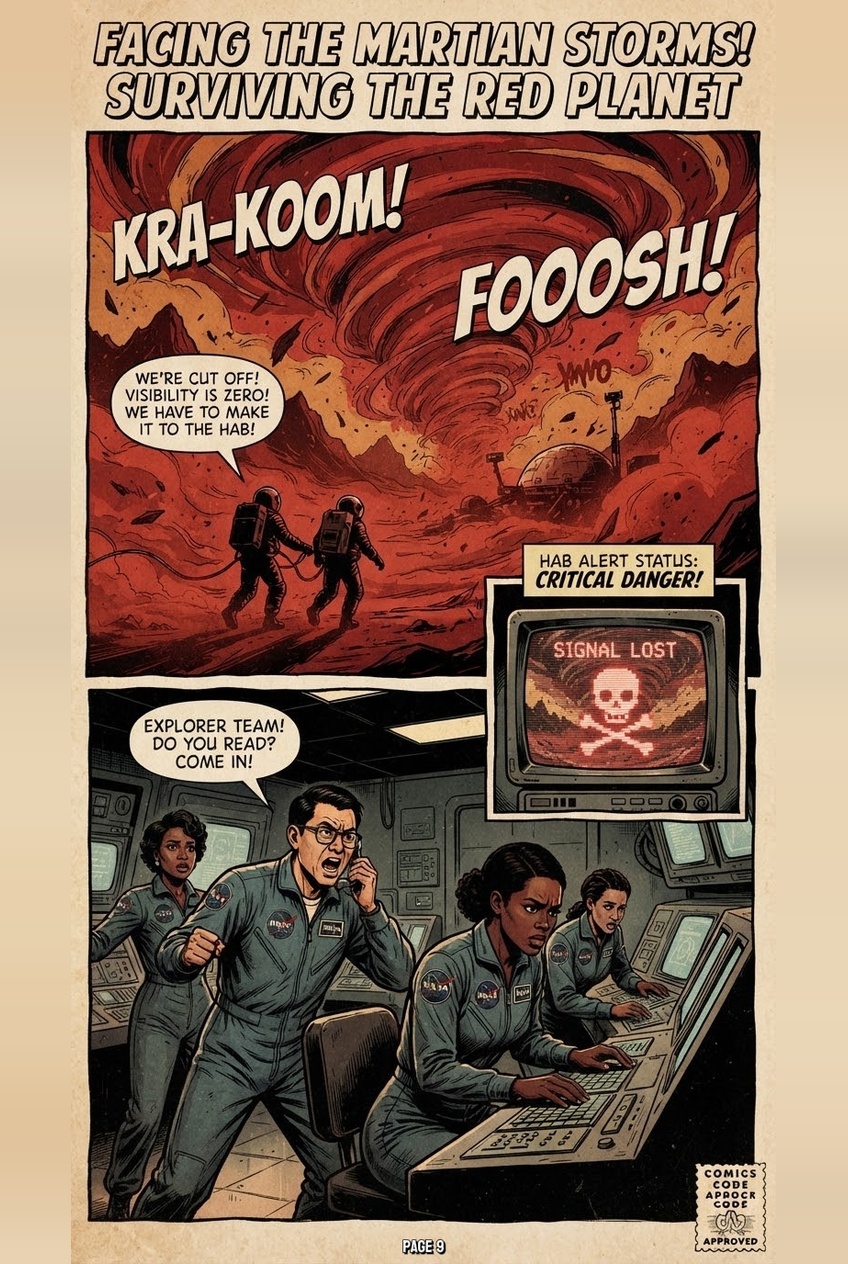 FACING THE MARTIAN STORMS!
SURVIVING THE RED PLANET
KRA-KOOM!
FOOOSH!
WE'RE CUT OFF!
VISIBILITY IS ZERO!
WE HAVE TO MAKE
IT TO THE HAB!
HAB ALERT STATUS:
CRITICAL DANGER!
SIGNAL LOST
EXPLORER TEAM!
DO YOU READ?
COME IN!
COMICS
CODE
APROCK
CODE
APPROVED
PAGE 9